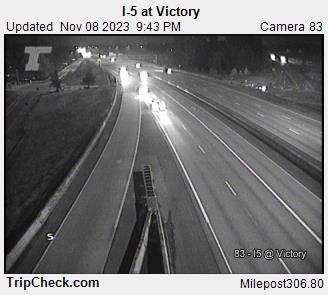 I-5 at Victory
Updated  Nov 08 2023  9:43 PM
Camera 83
T
S
83 - I5 @ Victory
TripCheck.com
Milepost306.80